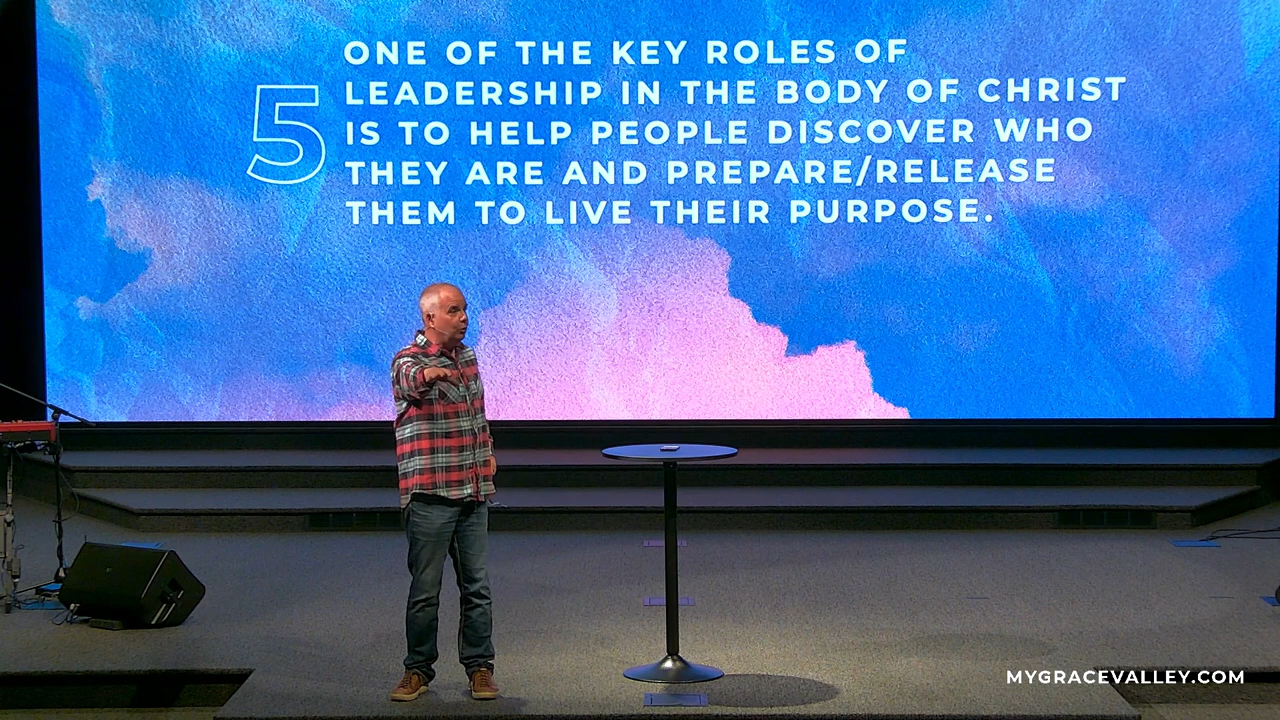 5
ONE OF THE KEY ROLES OF
LEADERSHIP IN THE BODY OF CHRIST
IS TO HELP PEOPLE DISCOVER WHO
THEY ARE AND PREPARE/RELEASE
THEM TO LIVE THEIR PURPOSE.
MYGRACEVALLEY.COM